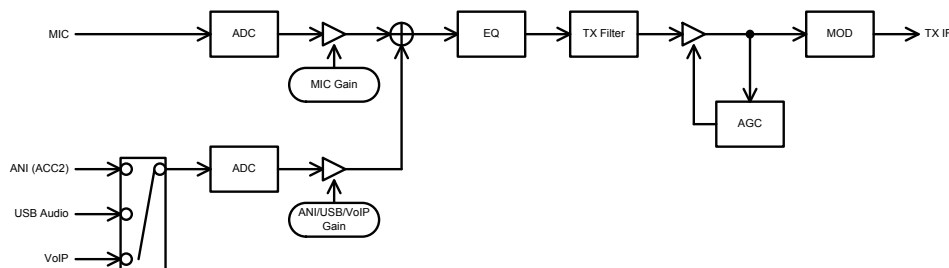 MIC
ADC
EQ
TX Filter
MOD
TX IF
MIC Gain
AGC
ANI (ACC2)
ADC
USB Audio
ANI/USB/VoIP
Gain
VoIP